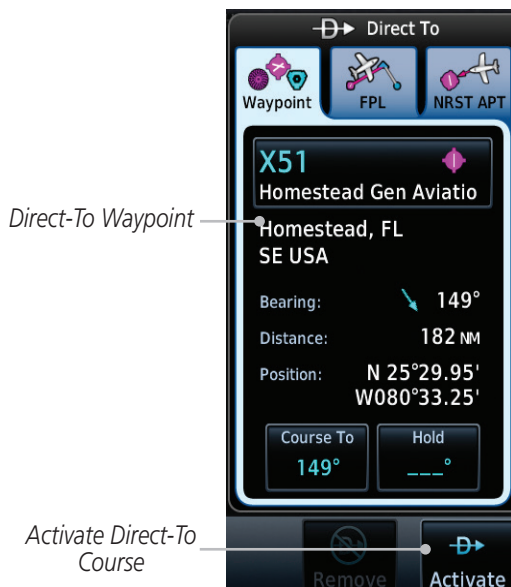 Direct To
Waypoint
FPL
NRST APT
X51
Homestead Gen Aviatio
Direct-To Waypoint
Homestead, FL
SE USA
Bearing: 149°
Distance: 182 NM
Position: N 25°29.95'
W080°33.25'
Course To
149°
Hold
___°
Activate Direct-To
Course
Remove
Activate